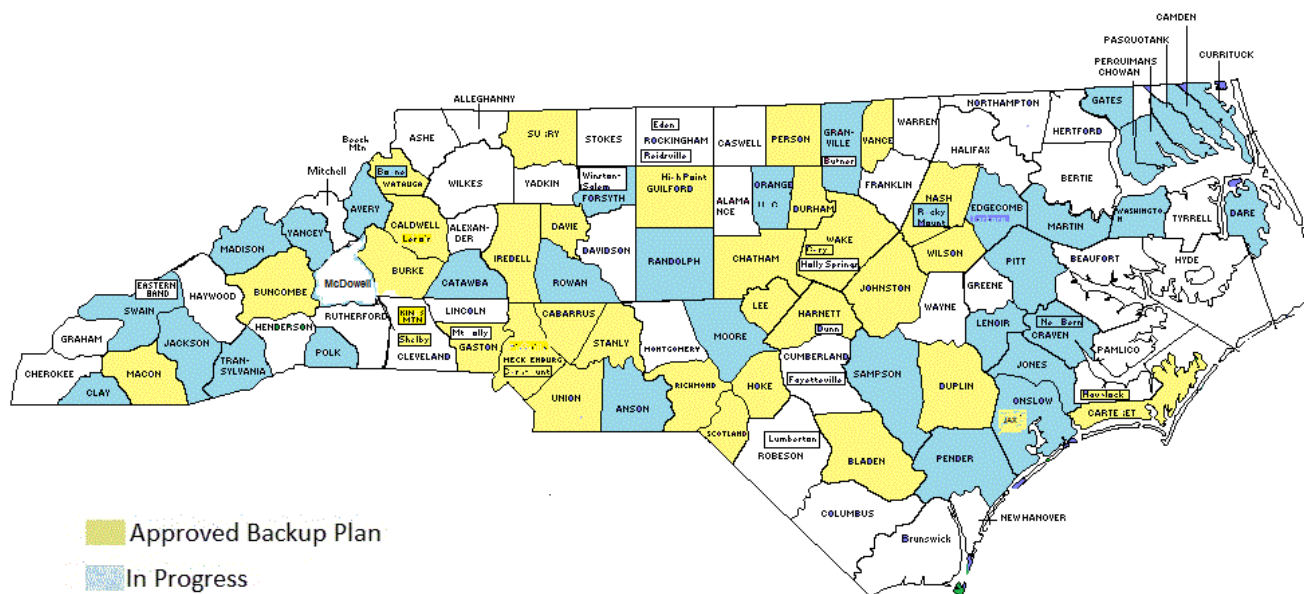 CAMDEN
PASQUOTANK
PERQUIMANS
CURRITUCK
CHOWAN
ALLEGHANNY
GATES
NORTHAMPTON
ASHE
SURRY
STOKES
Eden
ROCKINGHAM
Reidsville
CASWELL
PERSON
GRAN-
VILLE
Butner
VANCE
WARREN
HERTFORD
HALIFAX
Beech
Mtn
Mitchell
WATAUGA
WILKES
YADKIN
Winston-
Salem
FORSYTH
High Point
GUILFORD
ALAMA
NCE
ORANGE
DURHAM
FRANKLIN
NASH
EDGECOMB
BERTIE
AVERY
CALDWELL
ALEXAN-
DER
DAVIE
DAVIDSON
Rocky
Mount
MARTIN
WASHINGTO
N
TYRRELL
DARE
MADISON
YANCEY
BURKE
IREDELL
RANDOLPH
CHATHAM
WAKE
Holly Springs
WILSON
PITT
BEAUFORT
HYDE
EASTERN
BAND
SWAIN
HAYWOOD
BUNCOMBE
McDowell
CATAWBA
ROWAN
JOHNSTON
GREENE
WAYNE
LEE
HARNETT
Dunn
GRAHAM
JACKSON
HENDERSON
RUTHERFORD
LINCOLN
CABARRUS
STANLY
MONTGOMERY
MOORE
LENOIR
CRAVEN
PAMLICO
CHEROKEE
MACON
CLAY
TRAN-
SYLVANIA
POLK
Shelby
CLEVELAND
GASTON
CUMBERLAND
Fayetteville
SAMPSON
DUPLIN
JONES
ONSLOW
JAX
UNION
ANSON
RICHMOND
HOKE
SCOTLAND
Lumberton
ROBESON
BLADEN
PENDER
COLUMBUS
NEW HANOVER
Brunswick
Approved Backup Plan
In Progress